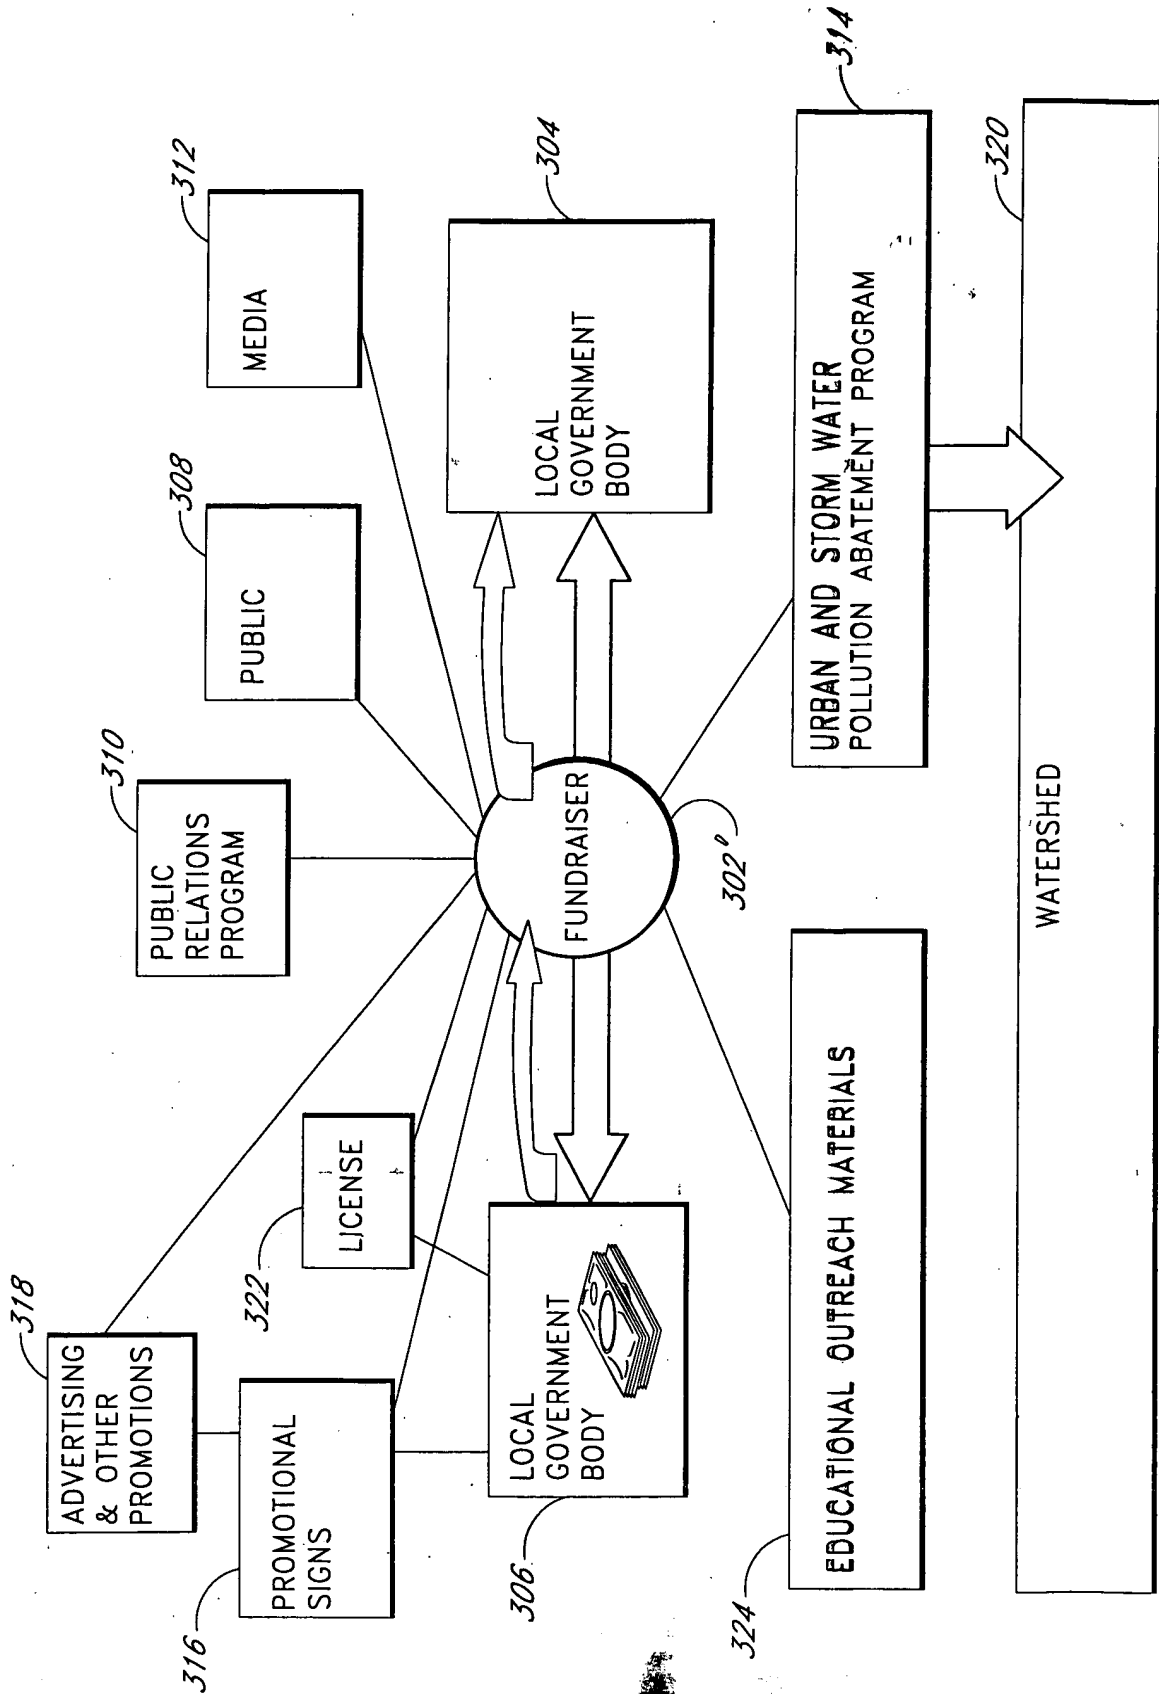 318
ADVERTISING
& OTHER
PROMOTIONS
316
PROMOTIONAL
SIGNS
322
LICENSE
310
PUBLIC
RELATIONS
PROGRAM
308
PUBLIC
312
MEDIA
306
LOCAL
GOVERNMENT
BODY
FUNDRAISER
302"
304
LOCAL
GOVERNMENT
BODY
324
EDUCATIONAL OUTREACH MATERIALS
314
URBAN AND STORM WATER
POLLUTION ABATEMENT PROGRAM
320
WATERSHED